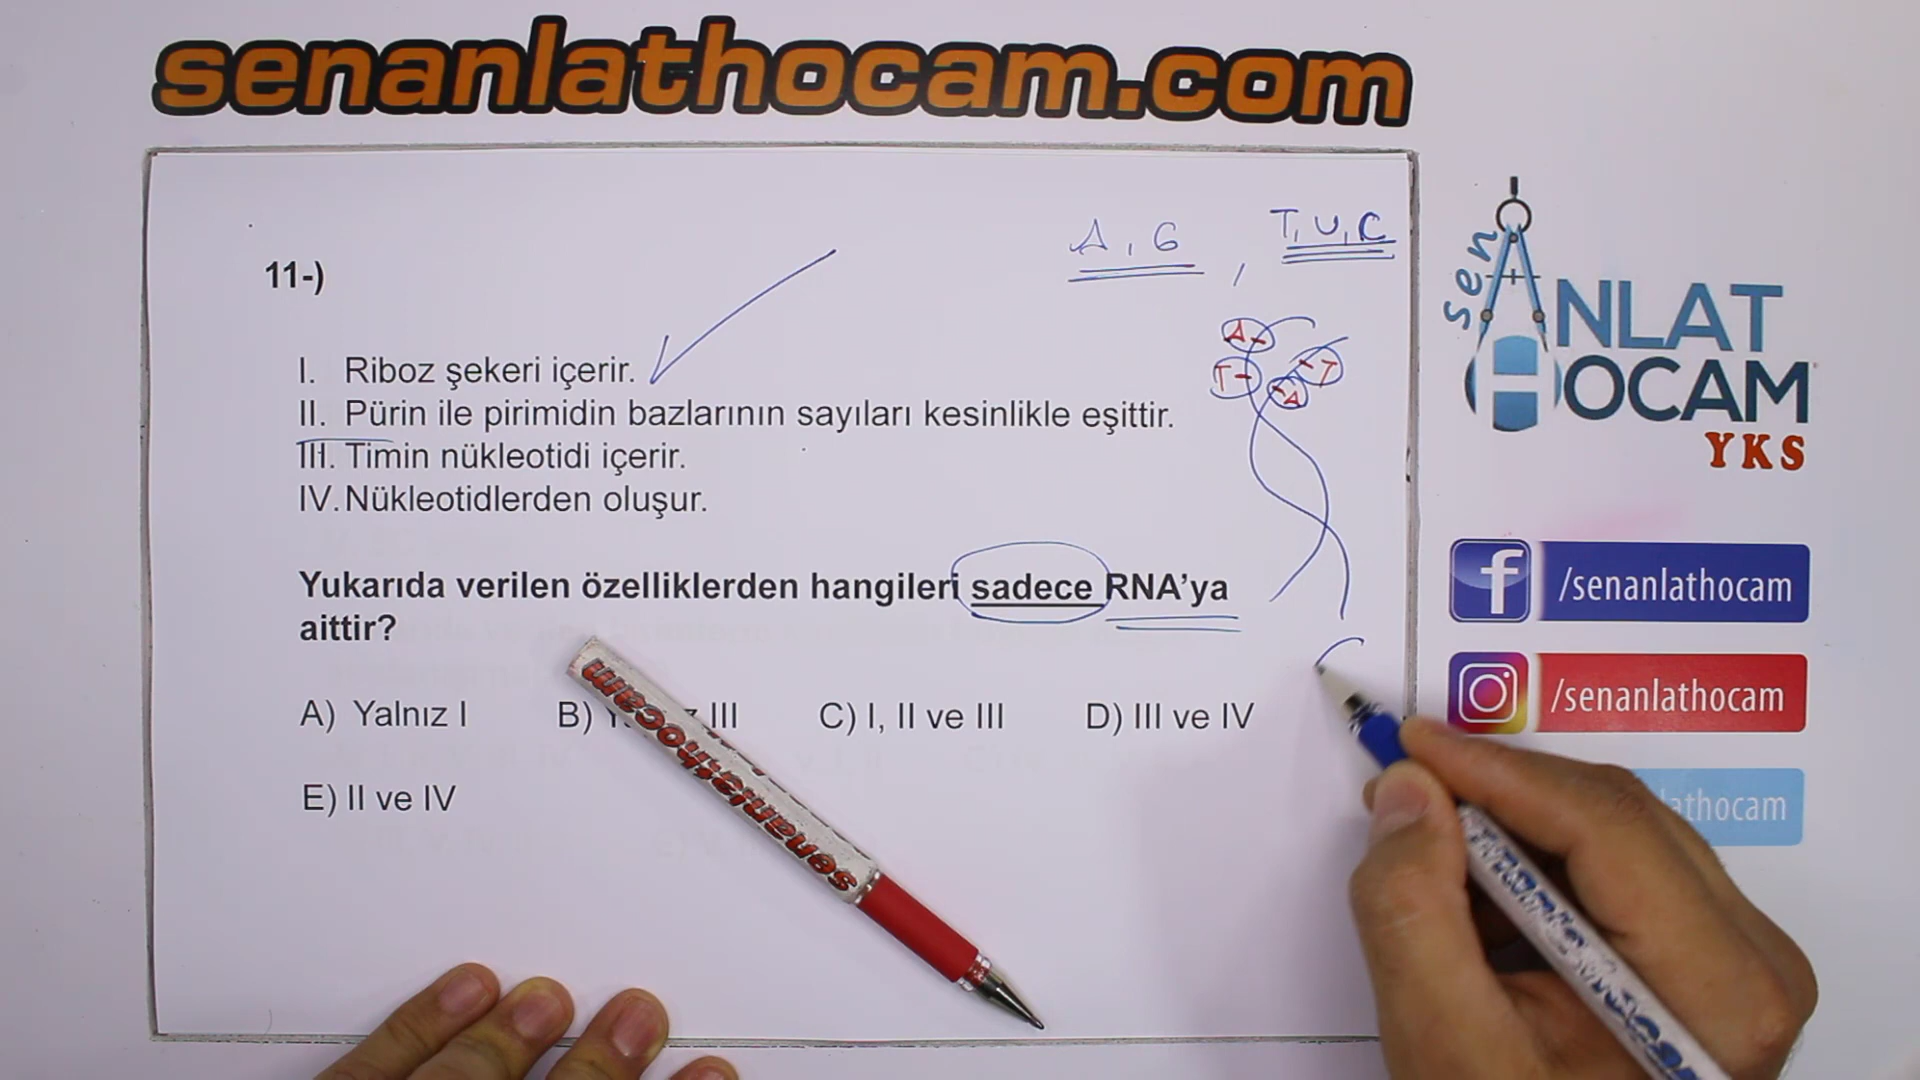 senanlathocam.com
A, G , T, U, C
11-)
A T
T A
I. Riboz şekeri içerir.
II. Pürin ile pirimidin bazlarının sayıları kesinlikle eşittir.
III. Timin nükleotidi içerir.
IV. Nükleotidlerden oluşur.
Yukarıda verilen özelliklerden hangileri sadece RNA'ya
aittir?
A) Yalnız I B) III C) I, II ve III D) III ve IV
E) II ve IV
senanlathocam
sen
ANLAT
HOCAM
YKS
/senanlathocam
/senanlathocam
lathocam